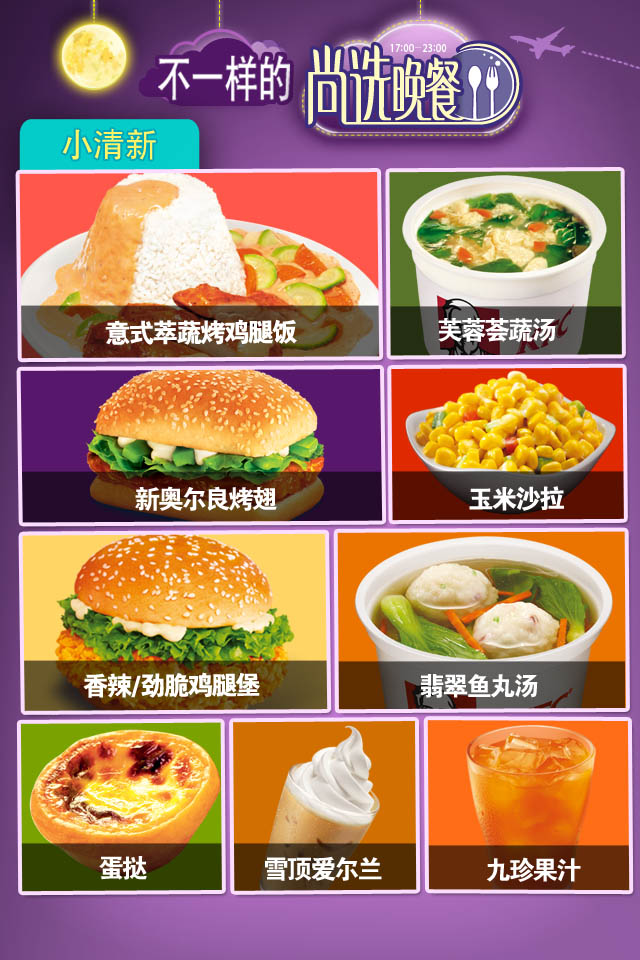 17:00-23:00
不一样的
尚选晚餐
小清新
意式萃蔬烤鸡腿饭
芙蓉荟蔬汤
KFC
新奥尔良烤翅
玉米沙拉
香辣/劲脆鸡腿堡
翡翠鱼丸汤
蛋挞
雪顶爱尔兰
九珍果汁